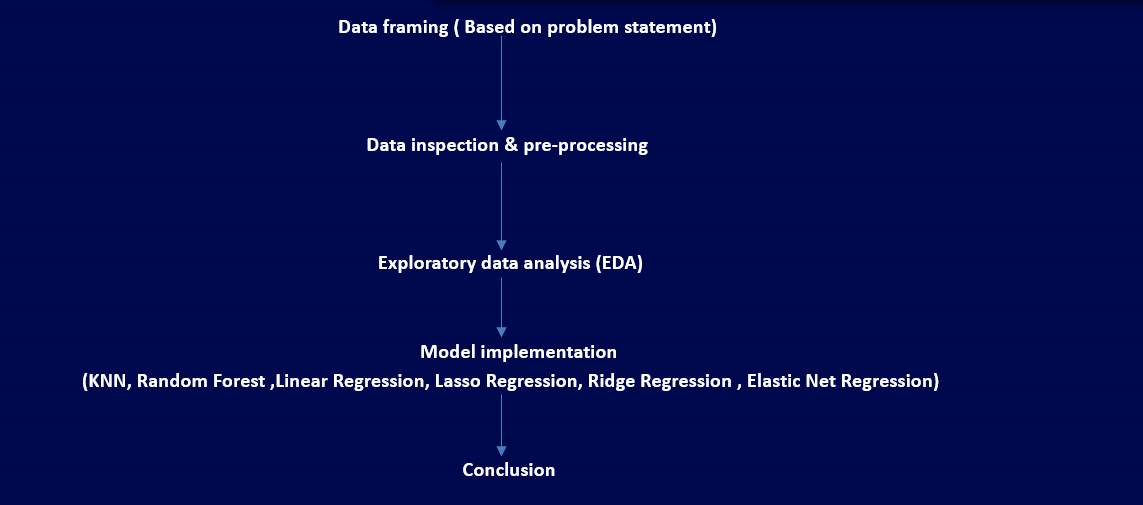 Data framing ( Based on problem statement)
Data inspection & pre-processing
Exploratory data analysis (EDA)
Model implementation
(KNN, Random Forest ,Linear Regression, Lasso Regression, Ridge Regression , Elastic Net Regression)
Conclusion